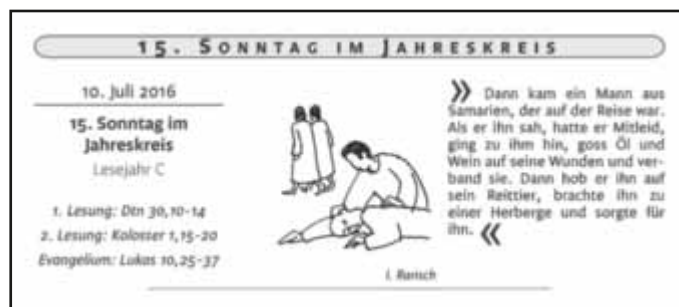 15. SONNTAG IM JAHRESKREIS
10. Juli 2016
15. Sonntag im
Jahreskreis
Lesejahr C
1. Lesung: Dtn 30,10-14
2. Lesung: Kolosser 1,15-20
Evangelium: Lukas 10,25-37
» Dann kam ein Mann aus
Samarien, der auf der Reise war.
Als er ihn sah, hatte er Mitleid,
ging zu ihm hin, goss Öl und
Wein auf seine Wunden und ver-
band sie. Dann hob er ihn auf
sein Reittier, brachte ihn zu
einer Herberge und sorgte für
ihn. «
I. Rarisch